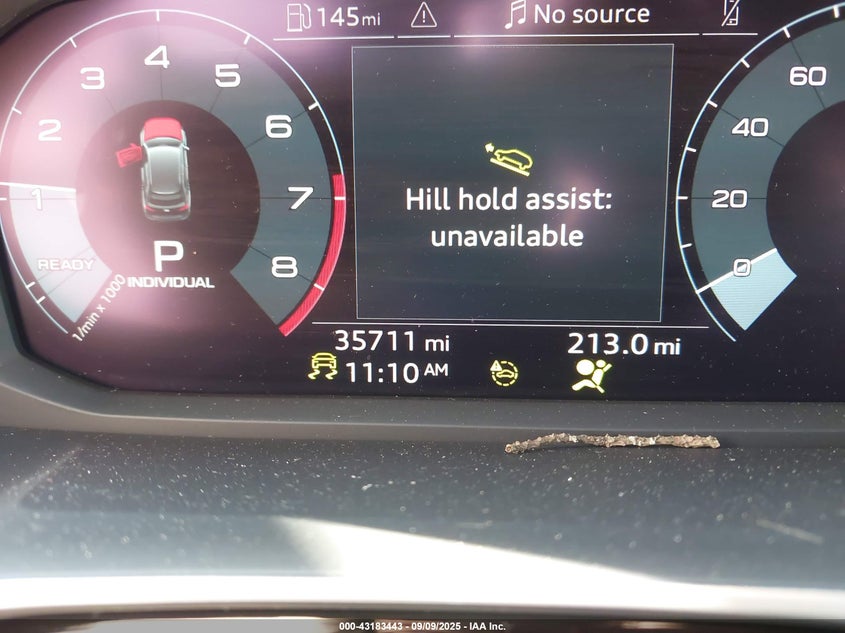 145 mi
No source
1
2
3
4
5
6
7
8
READY
P
INDIVIDUAL
1/min x 1000
Hill hold assist:
unavailable
0
20
40
60
35711 mi
213.0 mi
11:10 AM
000-43183443 - 09/09/2025 - IAA Inc.